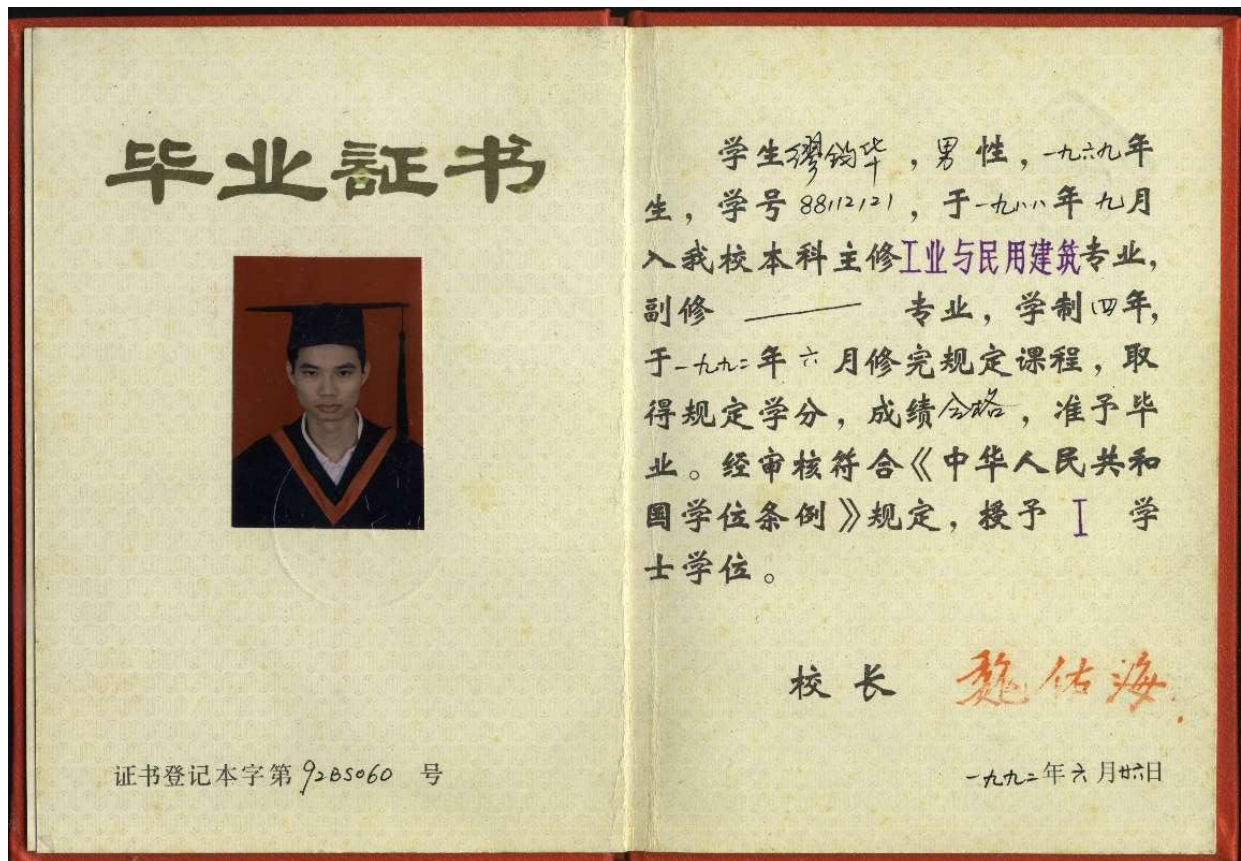 毕业証书
证书登记本字第92BS060 号
学生缪钧华，男性，一九六九年
生，学号88112121，于一九八八年九月
入我校本科主修工业与民用建筑专业，
副修 —— 专业，学制四年，
于一九九二年六月修完规定课程，取
得规定学分，成绩合格，准予毕
业。经审核符合《中华人民共和
国学位条例》规定，授予 工 学
士学位。
校长 魏佑海
一九九二年六月廿六日